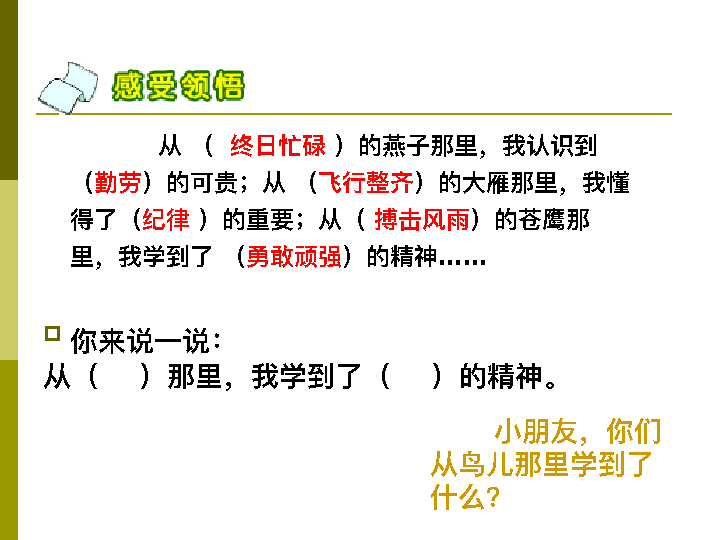 感受领悟
从 （ 终日忙碌 ）的燕子那里，我认识到
（勤劳）的可贵；从 （飞行整齐）的大雁那里，我懂
得了（纪律 ）的重要；从（ 搏击风雨）的苍鹰那
里，我学到了 （勇敢顽强）的精神……
你来说一说：
从（ ）那里，我学到了（ ）的精神。
小朋友，你们
从鸟儿那里学到了
什么？